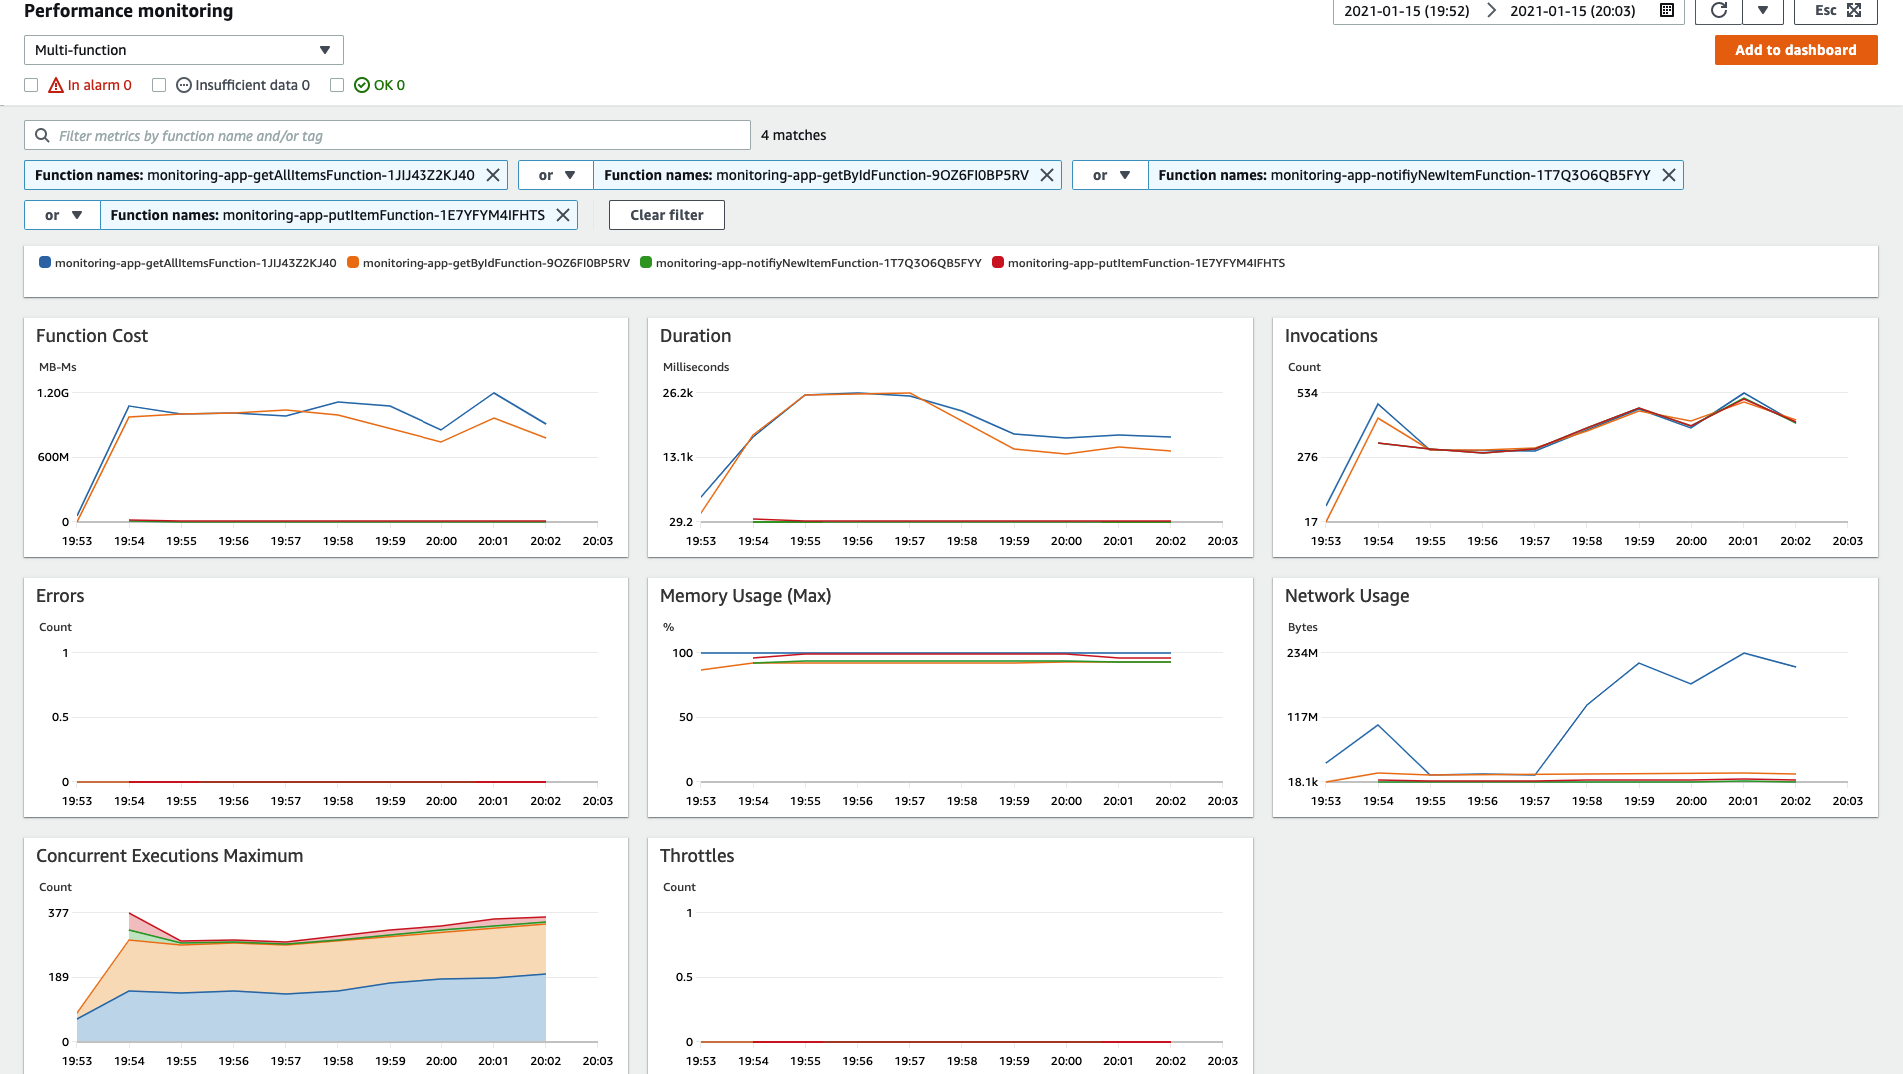 Performance monitoring
2021-01-15 (19:52) 2021-01-15 (20:03) Esc
Multi-function
Add to dashboard
In alarm 0 Insufficient data 0 OK 0
Filter metrics by function name and/or tag 4 matches
Function names: monitoring-app-getAllItemsFunction-1JIJ43Z2KJ40 or Function names: monitoring-app-getByIdFunction-9OZ6FI0BP5RV or Function names: monitoring-app-notifiyNewItemFunction-1T7Q3O6QB5FYY
or Function names: monitoring-app-putItemFunction-1E7YFYM4IFHTS Clear filter
monitoring-app-getAllItemsFunction-1JIJ43Z2KJ40 monitoring-app-getByIdFunction-9OZ6FI0BP5RV monitoring-app-notifiyNewItemFunction-1T7Q3O6QB5FYY monitoring-app-putItemFunction-1E7YFYM4IFHTS
Function Cost
MB-Ms
1.20G
600M
0
19:53 19:54 19:55 19:56 19:57 19:58 19:59 20:00 20:01 20:02 20:03
Duration
Milliseconds
26.2k
13.1k
29.2
19:53 19:54 19:55 19:56 19:57 19:58 19:59 20:00 20:01 20:02 20:03
Invocations
Count
534
276
17
19:53 19:54 19:55 19:56 19:57 19:58 19:59 20:00 20:01 20:02 20:03
Errors
Count
1
0.5
0
19:53 19:54 19:55 19:56 19:57 19:58 19:59 20:00 20:01 20:02 20:03
Memory Usage (Max)
%
100
50
0
19:53 19:54 19:55 19:56 19:57 19:58 19:59 20:00 20:01 20:02 20:03
Network Usage
Bytes
234M
117M
18.1k
19:53 19:54 19:55 19:56 19:57 19:58 19:59 20:00 20:01 20:02 20:03
Concurrent Executions Maximum
Count
377
189
0
19:53 19:54 19:55 19:56 19:57 19:58 19:59 20:00 20:01 20:02 20:03
Throttles
Count
1
0.5
0
19:53 19:54 19:55 19:56 19:57 19:58 19:59 20:00 20:01 20:02 20:03